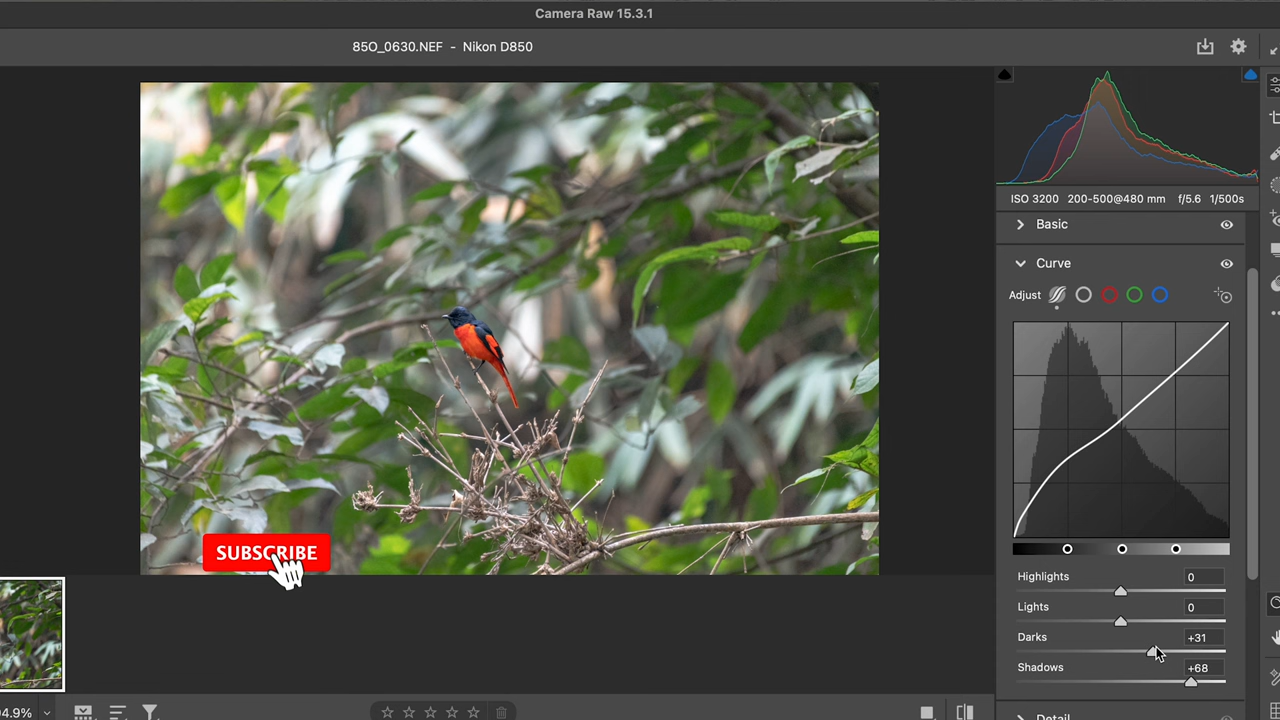 Camera Raw 15.3.1
85O_0630.NEF - Nikon D850
ISO 3200 200-500@480 mm f/5.6 1/500s
Basic
Curve
Adjust
SUBSCRIBE
Highlights 0
Lights 0
Darks +31
Shadows +68
4.9%
Detail